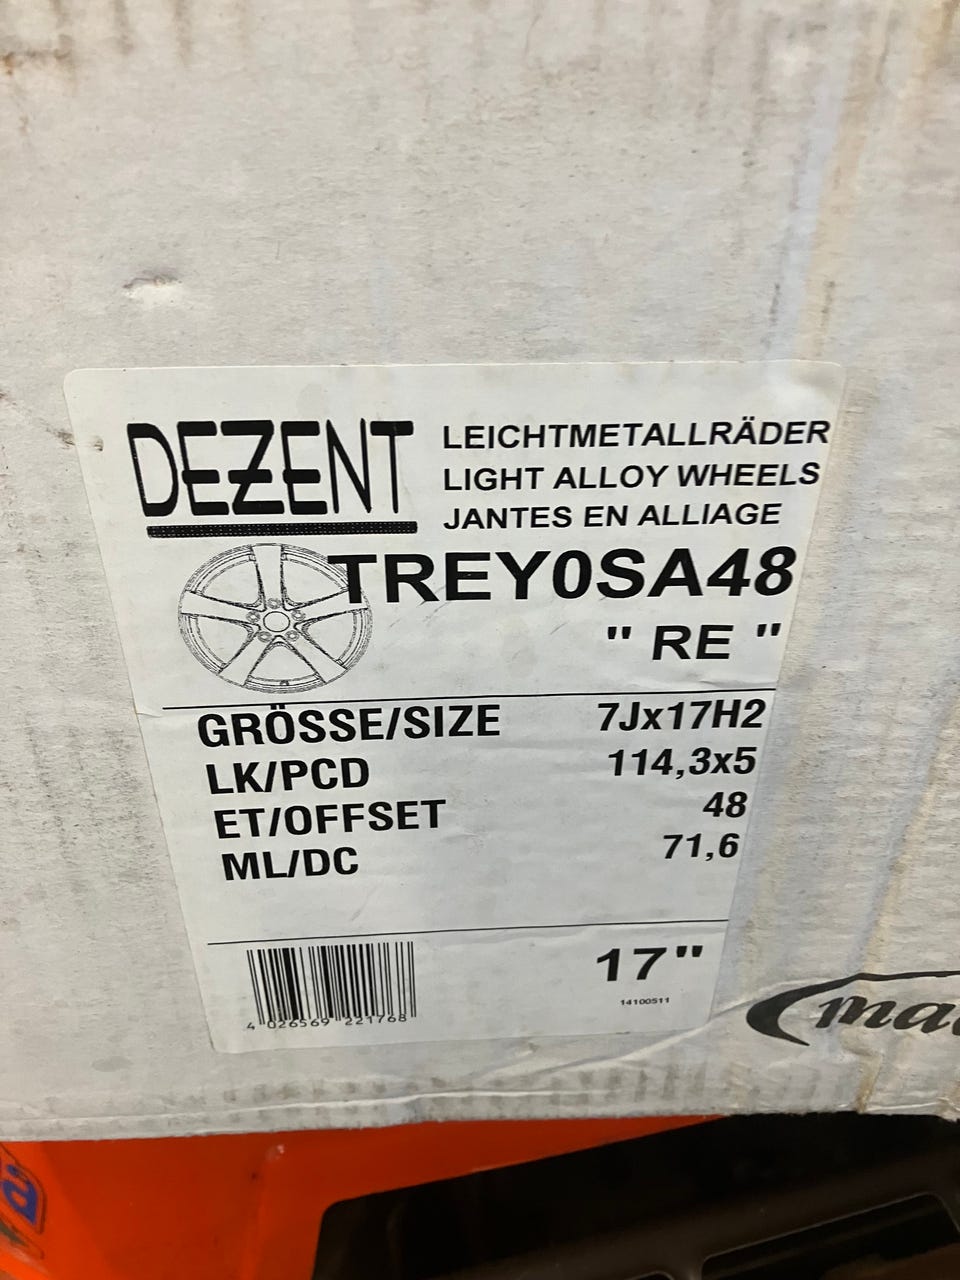 DEZENT
LEICHTMETALLRÄDER
LIGHT ALLOY WHEELS
JANTES EN ALLIAGE
TREY0SA48
" RE "
GRÖSSE/SIZE 7Jx17H2
LK/PCD 114,3x5
ET/OFFSET 48
ML/DC 71,6
17"
14100511
4 026569 221768